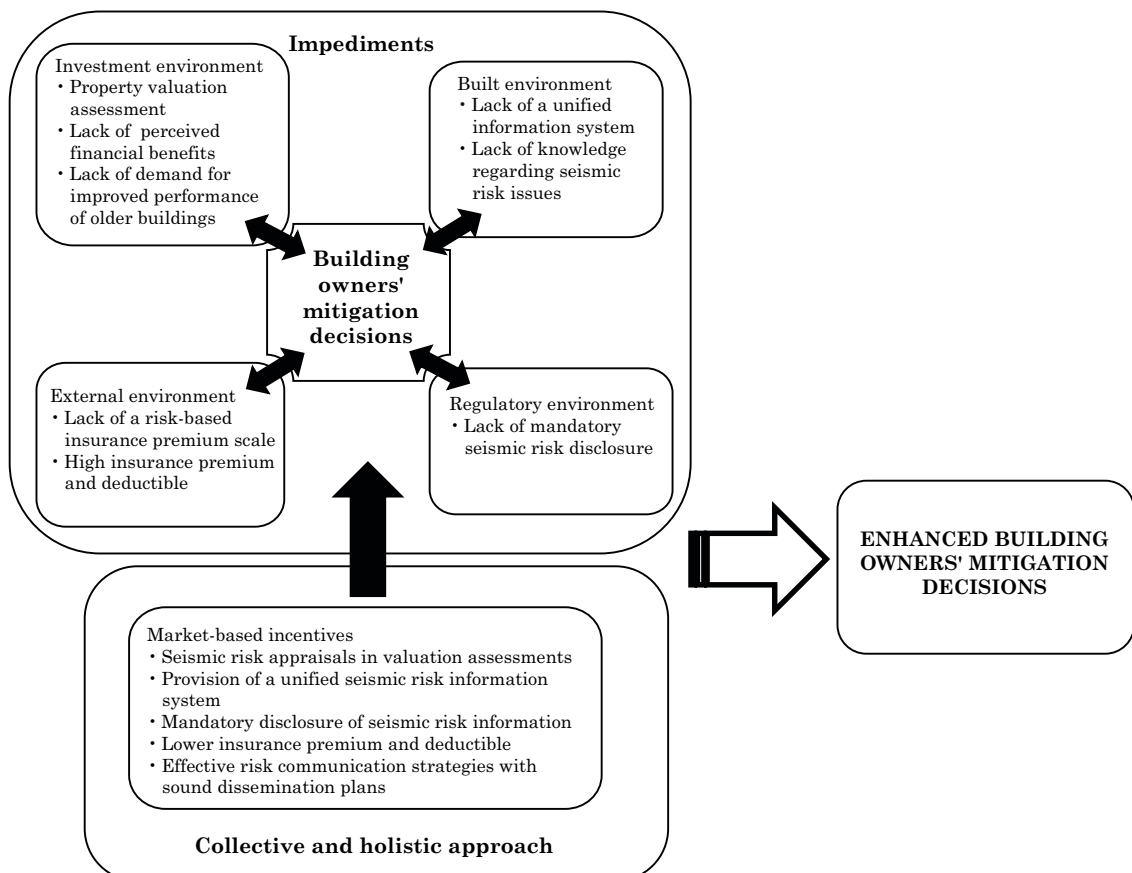 Impediments
Investment environment
• Property valuation
assessment
• Lack of perceived
financial benefits
• Lack of demand for
improved performance
of older buildings
Built environment
• Lack of a unified
information system
• Lack of knowledge
regarding seismic
risk issues
Building
owners'
mitigation
decisions
External environment
• Lack of a risk-based
insurance premium scale
• High insurance premium
and deductible
Regulatory environment
• Lack of mandatory
seismic risk disclosure
ENHANCED BUILDING
OWNERS' MITIGATION
DECISIONS
Market-based incentives
• Seismic risk appraisals in valuation assessments
• Provision of a unified seismic risk information
system
• Mandatory disclosure of seismic risk information
• Lower insurance premium and deductible
• Effective risk communication strategies with
sound dissemination plans
Collective and holistic approach